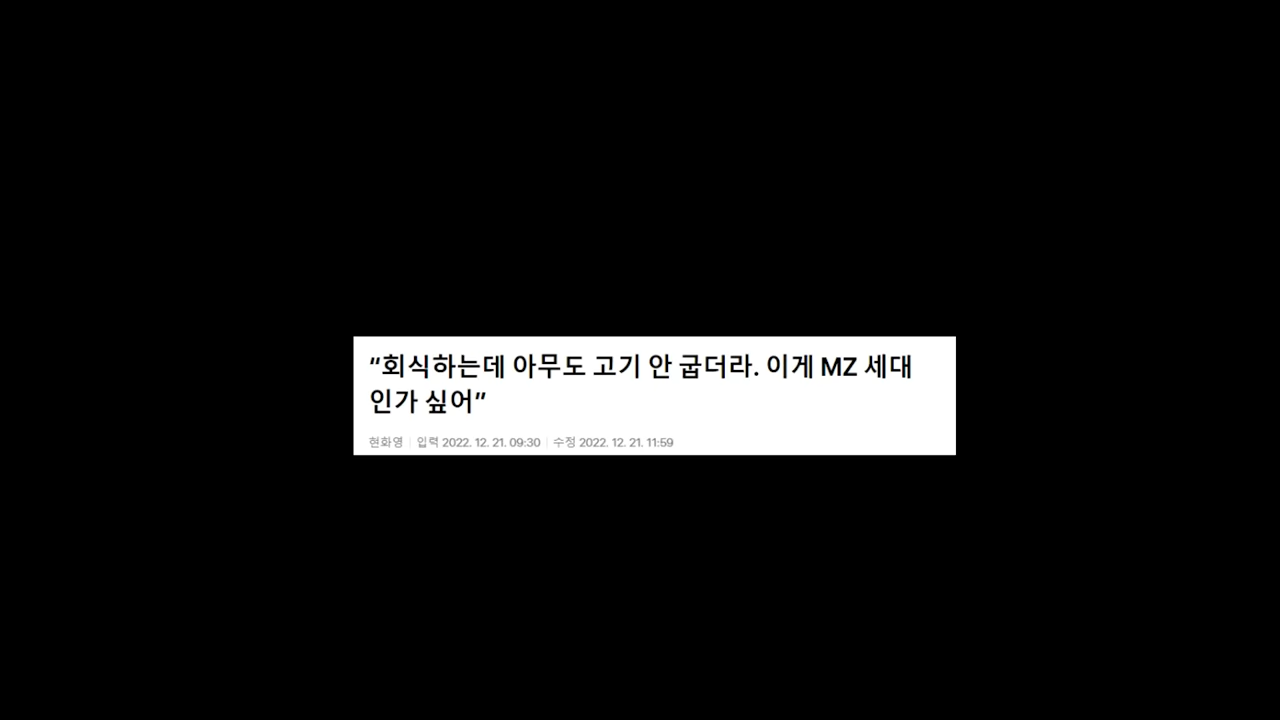 “회식하는데 아무도 고기 안 굽더라. 이게 MZ 세대
인가 싶어”
현화영 | 입력 2022. 12. 21. 09:30 | 수정 2022. 12. 21. 11:59